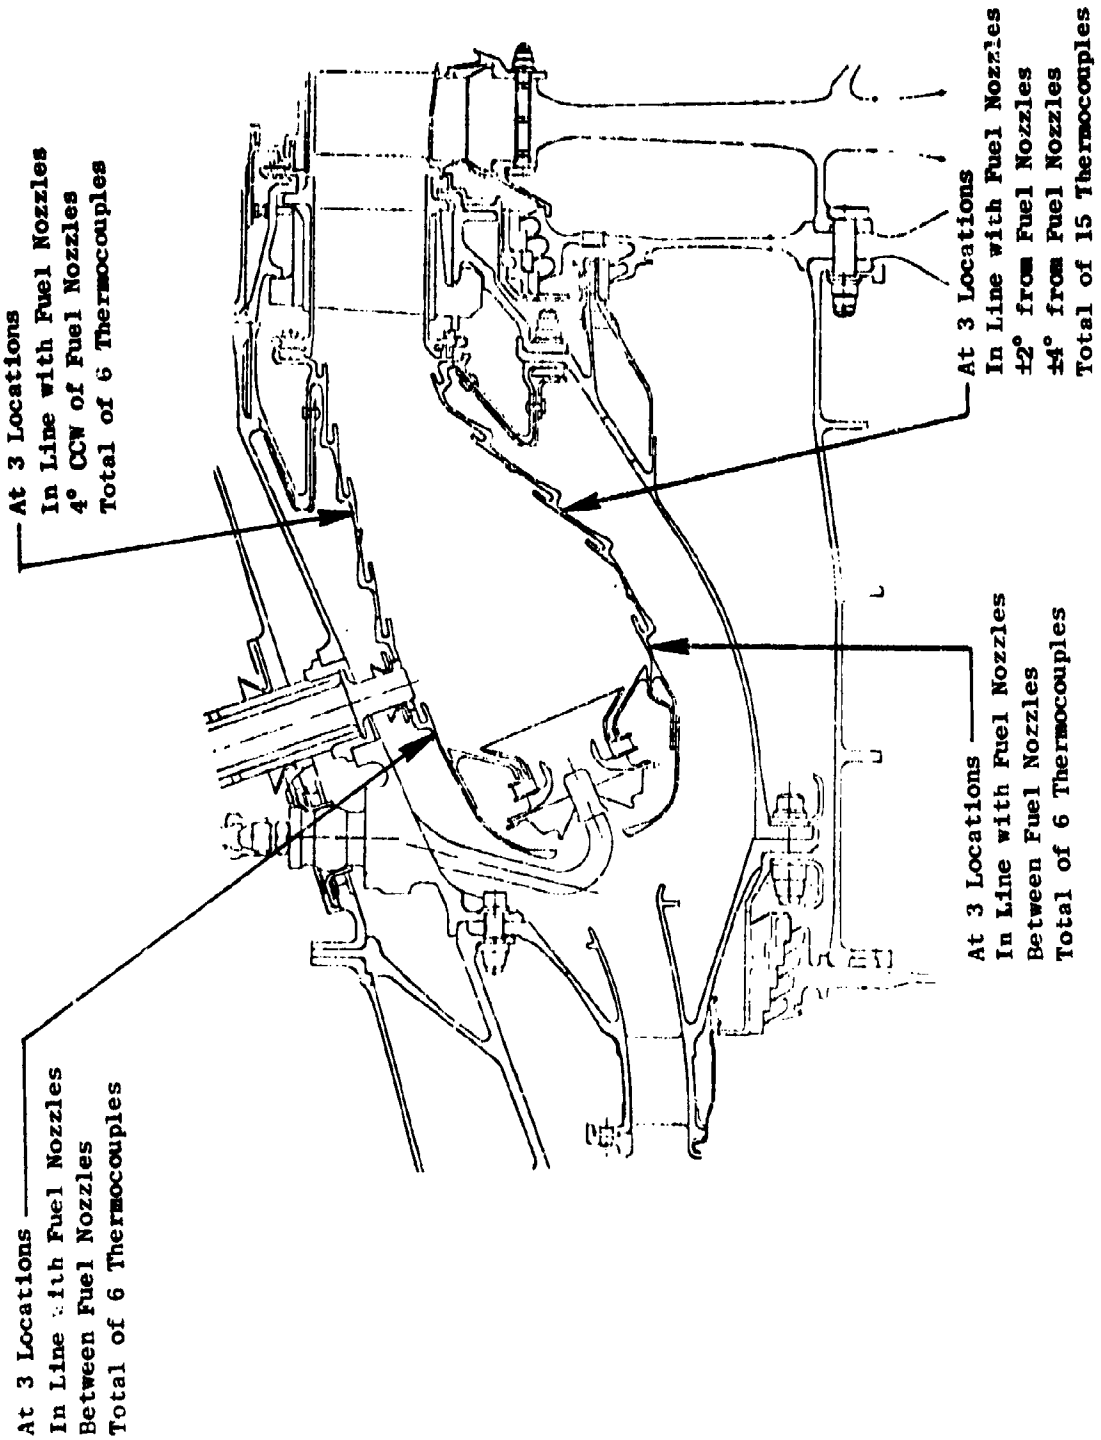 At 3 Locations
In Line with Fuel Nozzles
Between Fuel Nozzles
Total of 6 Thermocouples
At 3 Locations
In Line with Fuel Nozzles
4° CCW of Fuel Nozzles
Total of 6 Thermocouples
At 3 Locations
In Line with Fuel Nozzles
Between Fuel Nozzles
Total of 6 Thermocouples
At 3 Locations
In Line with Fuel Nozzles
±2° from Fuel Nozzles
±4° from Fuel Nozzles
Total of 15 Thermocouples